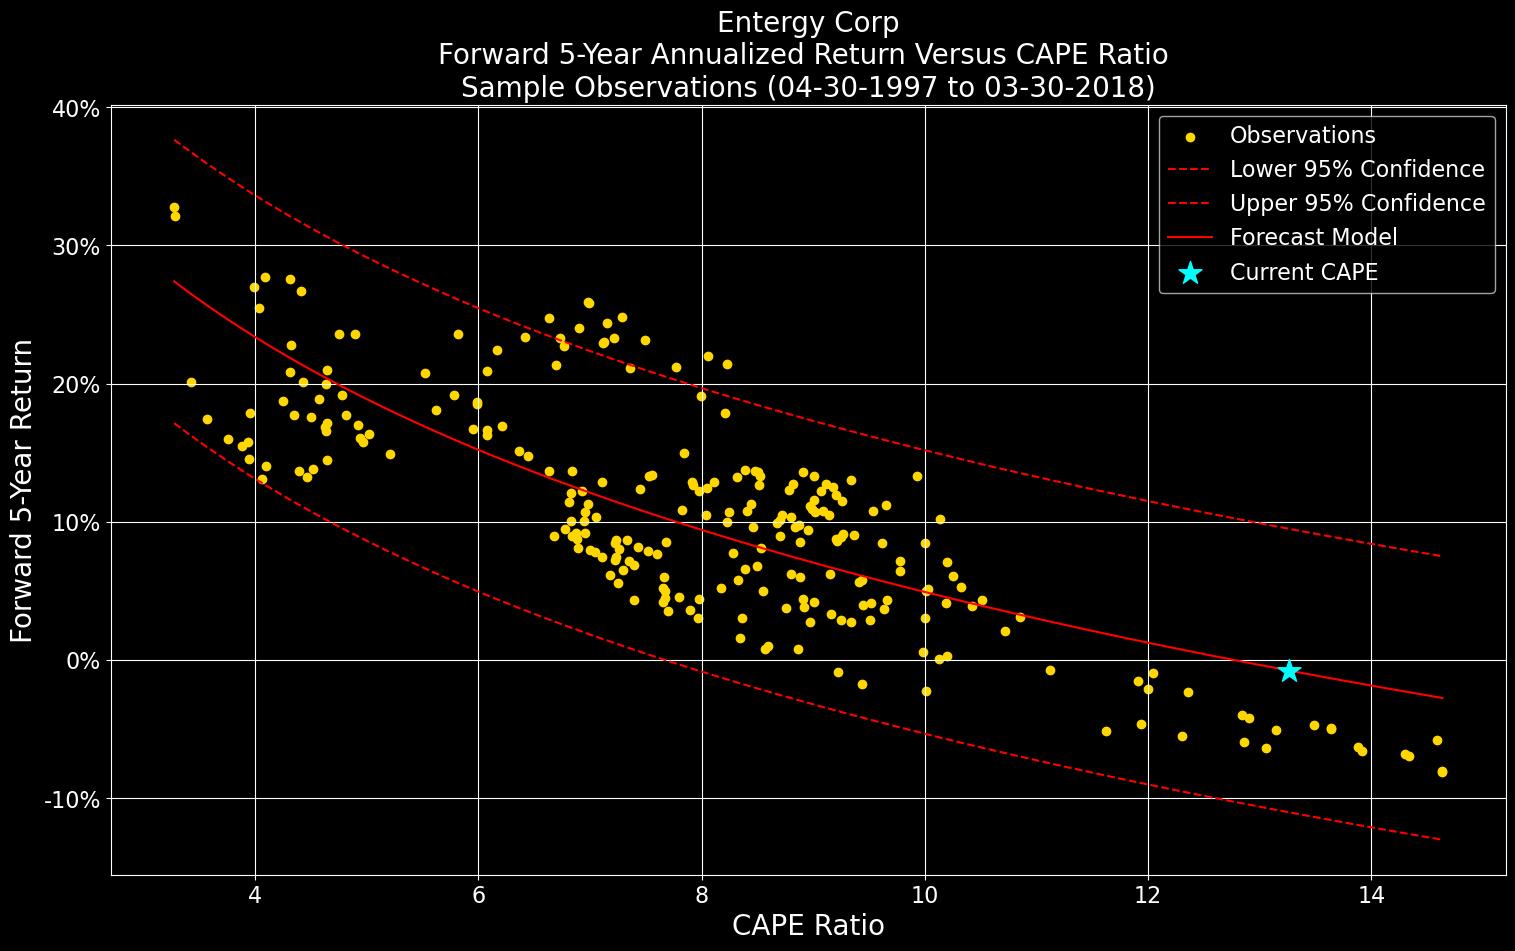 Entergy Corp
Forward 5-Year Annualized Return Versus CAPE Ratio
Sample Observations (04-30-1997 to 03-30-2018)
Forward 5-Year Return
40%
30%
20%
10%
0%
-10%
Observations
Lower 95% Confidence
Upper 95% Confidence
Forecast Model
Current CAPE
4 6 8 10 12 14
CAPE Ratio